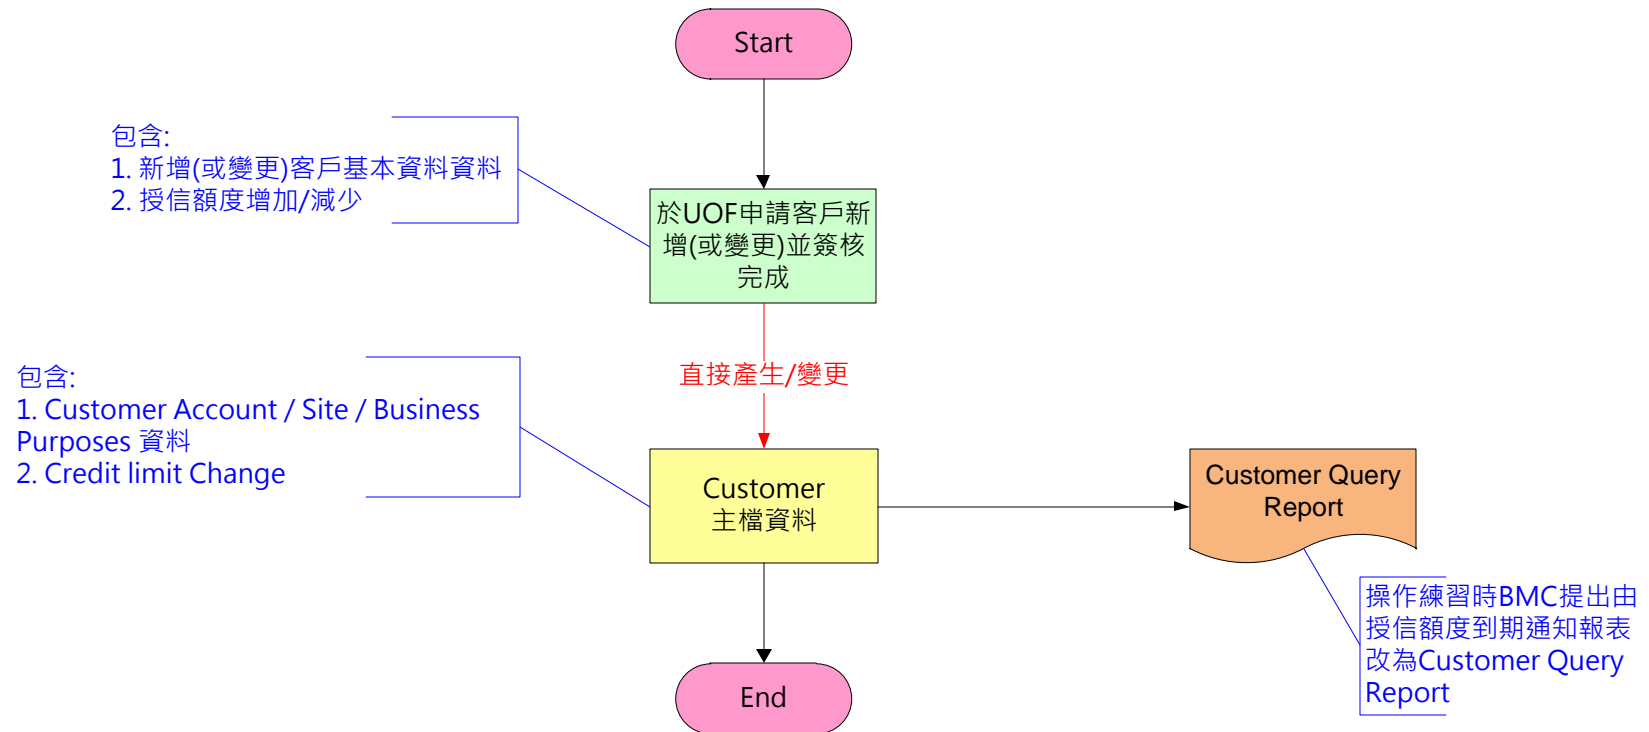 Start
包含:
1. 新增(或變更)客戶基本資料資料
2. 授信額度增加/減少
於UOF申請客戶新
增(或變更)並簽核
完成
直接產生/變更
包含:
1. Customer Account / Site / Business
Purposes 資料
2. Credit limit Change
Customer
主檔資料
Customer Query
Report
操作練習時BMC提出由
授信額度到期通知報表
改為Customer Query
Report
End